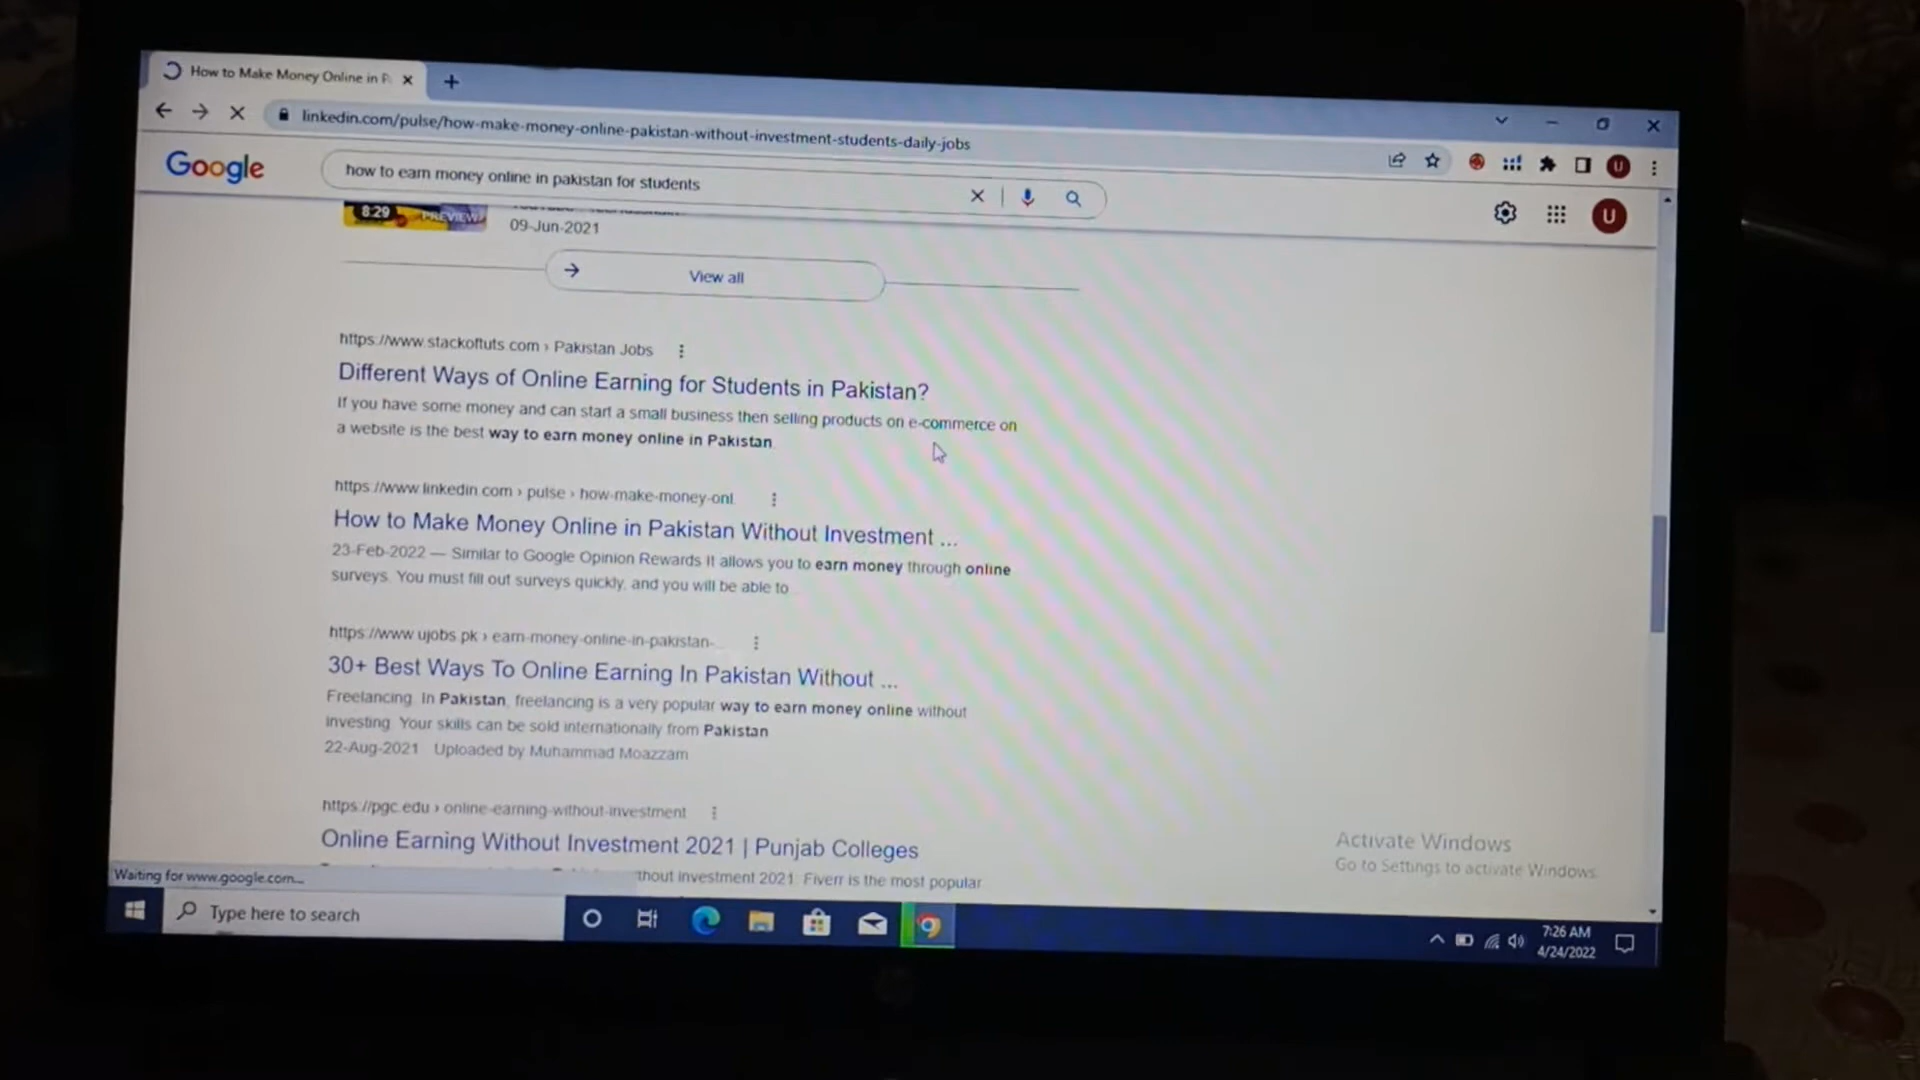 How to Make Money Online in P
linkedin.com/pulse/how-make-money-online-pakistan-without-investment-students-daily-jobs
Google
how to earn money online in pakistan for students
U
U
8:29
PREVIEW
09-Jun-2021
View all
https://www.stackoftuts.com › Pakistan Jobs
Different Ways of Online Earning for Students in Pakistan?
If you have some money and can start a small business then selling products on e-commerce on
a website is the best way to earn money online in Pakistan
https://www.linkedin.com › pulse › how-make-money-onl
How to Make Money Online in Pakistan Without Investment ...
23-Feb-2022 — Similar to Google Opinion Rewards It allows you to earn money through online
surveys. You must fill out surveys quickly, and you will be able to
https://www.ujobs.pk › earn-money-online-in-pakistan-...
30+ Best Ways To Online Earning In Pakistan Without ...
Freelancing. In Pakistan, freelancing is a very popular way to earn money online without
investing. Your skills can be sold internationally from Pakistan
22-Aug-2021 Uploaded by Muhammad Moazzam
https://pgc.edu › online-earning-without-investment
Online Earning Without Investment 2021 | Punjab Colleges
thout investment 2021. Fiverr is the most popular
Waiting for www.google.com...
Activate Windows
Go to Settings to activate Windows.
Type here to search
7:26 AM
4/24/2022